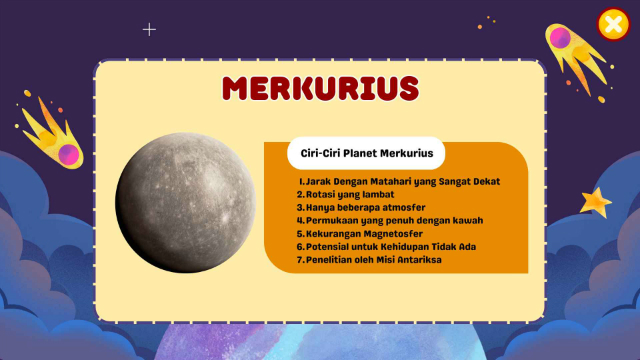 MERKURIUS
Ciri-Ciri Planet Merkurius
1. Jarak Dengan Matahari yang Sangat Dekat
2. Rotasi yang lambat
3. Hanya beberapa atmosfer
4. Permukaan yang penuh dengan kawah
5. Kekurangan Magnetosfer
6. Potensial untuk Kehidupan Tidak Ada
7. Penelitian oleh Misi Antariksa